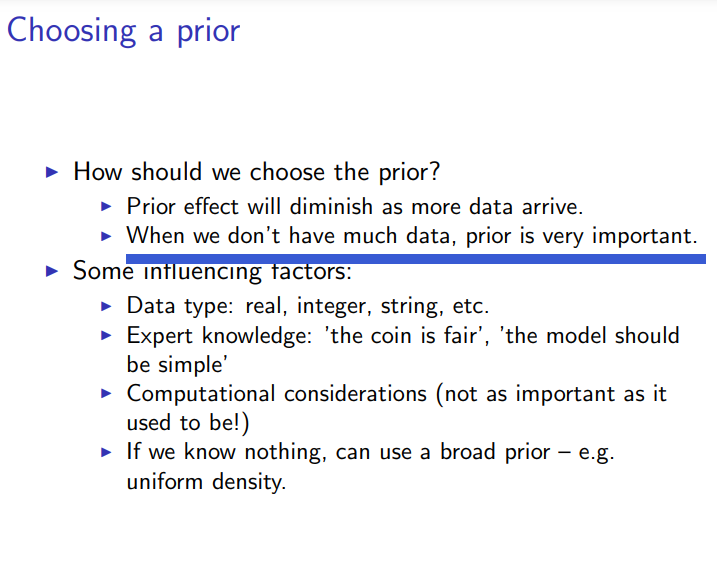 Choosing a prior
How should we choose the prior?
Prior effect will diminish as more data arrive.
When we don't have much data, prior is very important.
Some influencing factors:
Data type: real, integer, string, etc.
Expert knowledge: 'the coin is fair', 'the model should
be simple'
Computational considerations (not as important as it
used to be!)
If we know nothing, can use a broad prior – e.g.
uniform density.